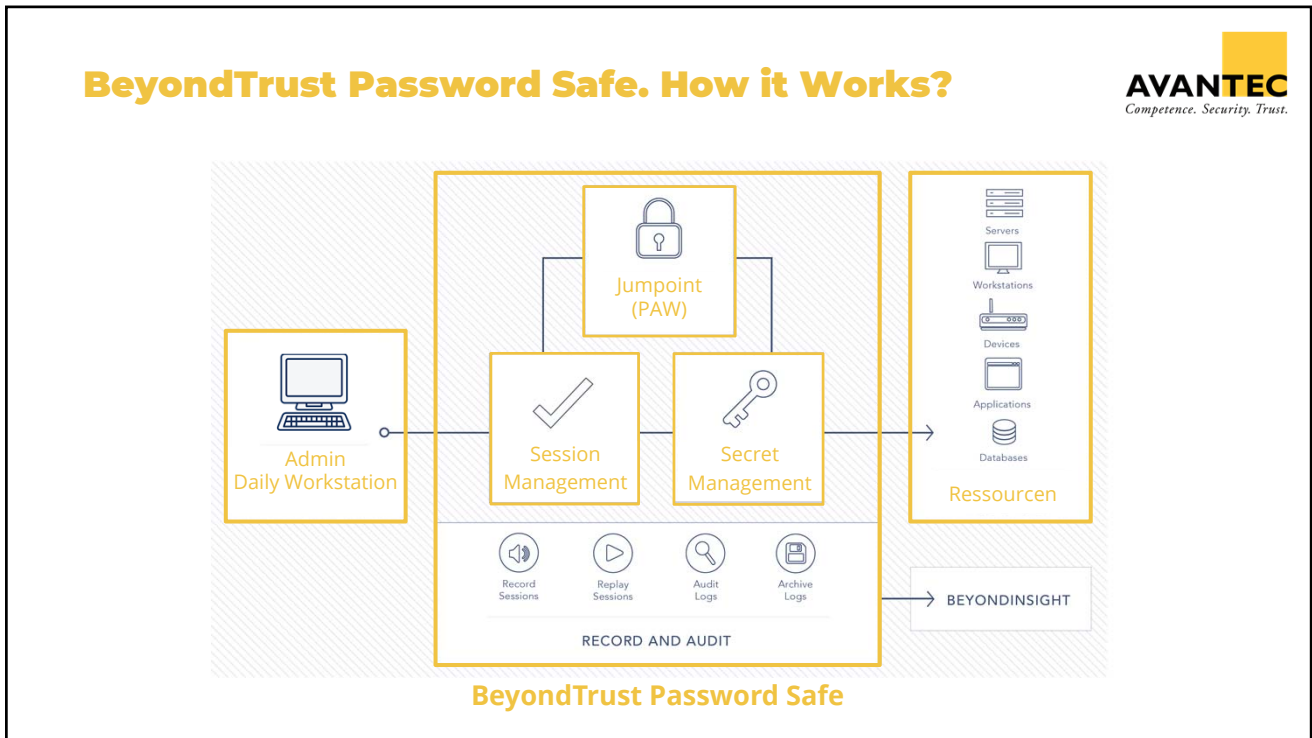 BeyondTrust Password Safe. How it Works?
AVANTEC
Competence. Security. Trust.
Jumpoint
(PAW)
Admin
Daily Workstation
Session
Management
Secret
Management
Servers
Workstations
Devices
Applications
Databases
Ressourcen
Record
Sessions
Replay
Sessions
Audit
Logs
Archive
Logs
RECORD AND AUDIT
BEYONDINSIGHT
BeyondTrust Password Safe